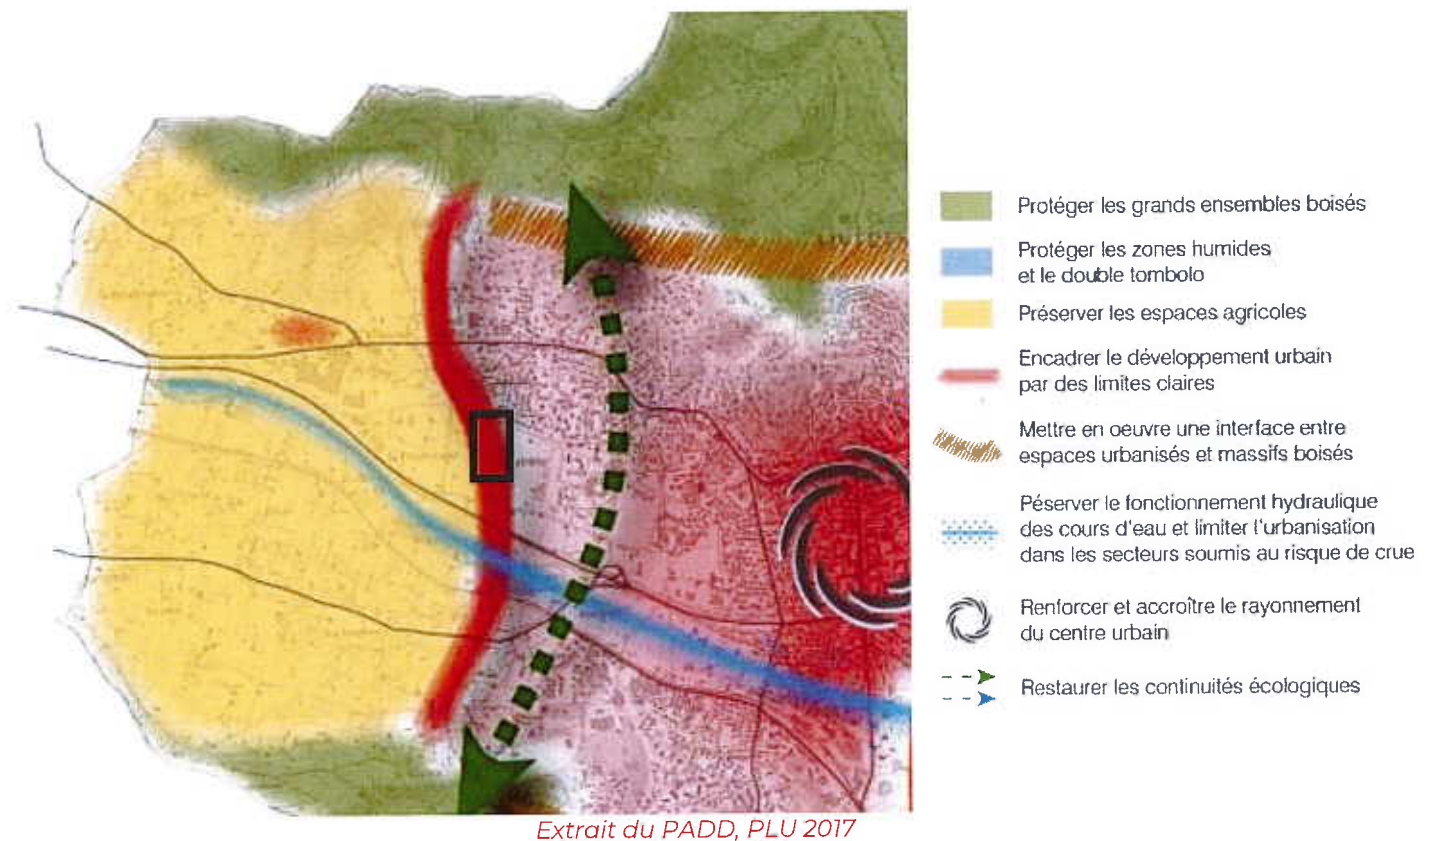 Protéger les grands ensembles boisés
Protéger les zones humides
et le double tombolo
Préserver les espaces agricoles
Encadrer le développement urbain
par des limites claires
Mettre en oeuvre une interface entre
espaces urbanisés et massifs boisés
Péserver le fonctionnement hydraulique
des cours d'eau et limiter l'urbanisation
dans les secteurs soumis au risque de crue
Renforcer et accroître le rayonnement
du centre urbain
Restaurer les continuités écologiques
Extrait du PADD, PLU 2017